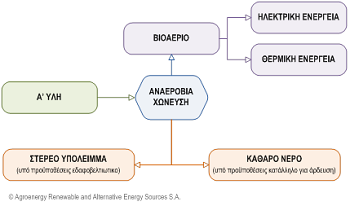 ΗΛΕΚΤΡΙΚΗ ΕΝΕΡΓΕΙΑ
ΒΙΟΑΕΡΙΟ
ΘΕΡΜΙΚΗ ΕΝΕΡΓΕΙΑ
Α' ΥΛΗ
ΑΝΑΕΡΟΒΙΑ
ΧΩΝΕΥΣΗ
ΣΤΕΡΕΟ ΥΠΟΛΕΙΜΜΑ
(υπό προϋποθέσεις εδαφοβελτιωτικό)
ΚΑΘΑΡΟ ΝΕΡΟ
(υπό προϋποθέσεις κατάλληλο για άρδευση)
© Agroenergy Renewable and Alternative Energy Sources S.A.